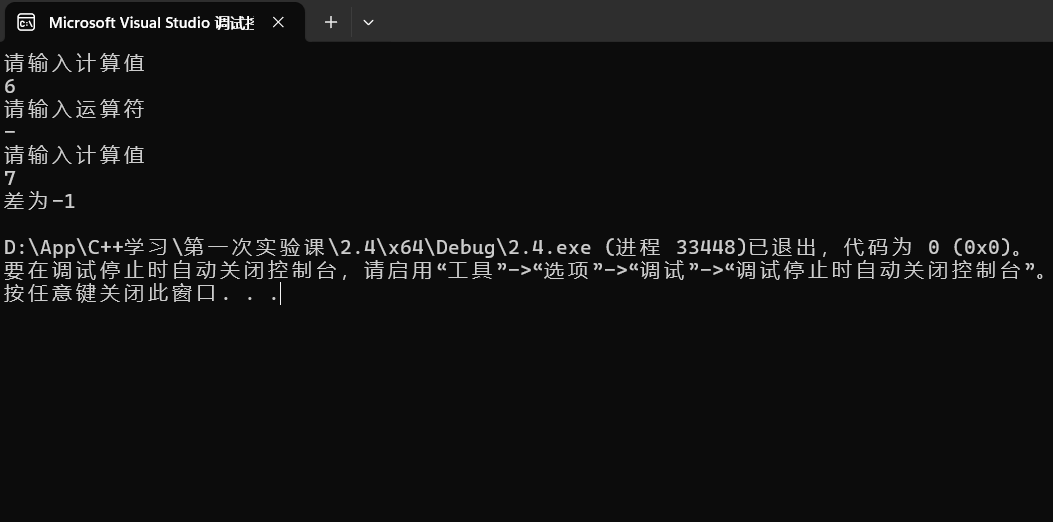 Microsoft Visual Studio 调试
请输入计算值
6
请输入运算符
-
请输入计算值
7
差为-1
D:\App\C++学习\第一次实验课\2.4\x64\Debug\2.4.exe (进程 33448)已退出，代码为 0 (0x0)。
要在调试停止时自动关闭控制台，请启用“工具”->“选项”->“调试”->“调试停止时自动关闭控制台”。
按任意键关闭此窗口. . .